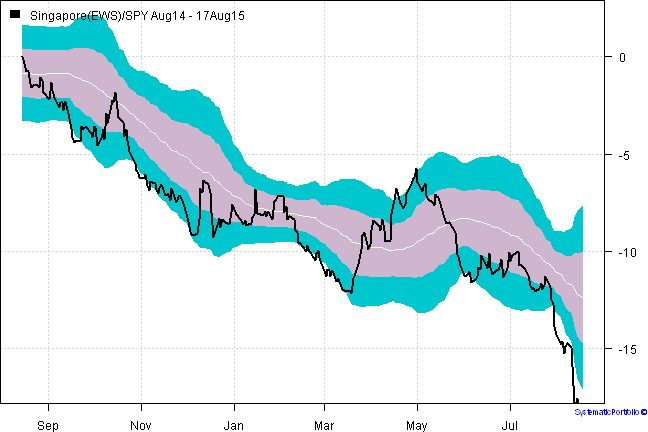 Singapore(EWS)/SPY Aug14 - 17Aug15
0
-5
-10
-15
Sep Nov Jan Mar May Jul
SystematicPortfolio ©